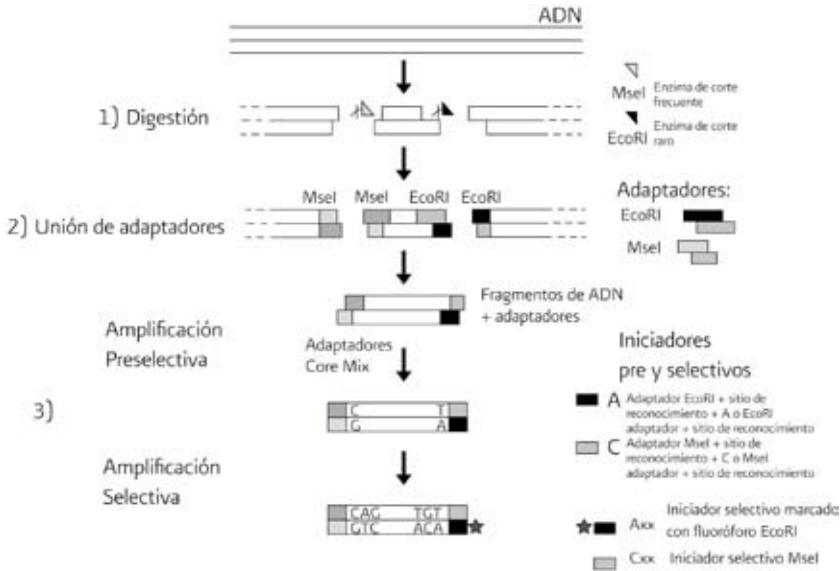 ADN
1) Digestión
MseI Enzima de corte
frecuente
EcoRI Enzima de corte
raro
MseI MseI EcoRI EcoRI
2) Unión de adaptadores
Adaptadores:
EcoRI
MseI
Fragmentos de ADN
+ adaptadores
Amplificación
Preselectiva
Adaptadores
Core Mix
3)
C T
G A
Iniciadores
pre y selectivos
A Adaptador EcoRI + sitio de
reconocimiento + A o EcoRI
adaptador + sitio de reconocimiento
C Adaptador MseI + sitio de
reconocimiento + C o MseI
adaptador + sitio de reconocimiento
Amplificación
Selectiva
CAG TGT
GTC ACA
Axx Iniciador selectivo marcado
con fluoróforo EcoRI
Cxx Iniciador selectivo MseI